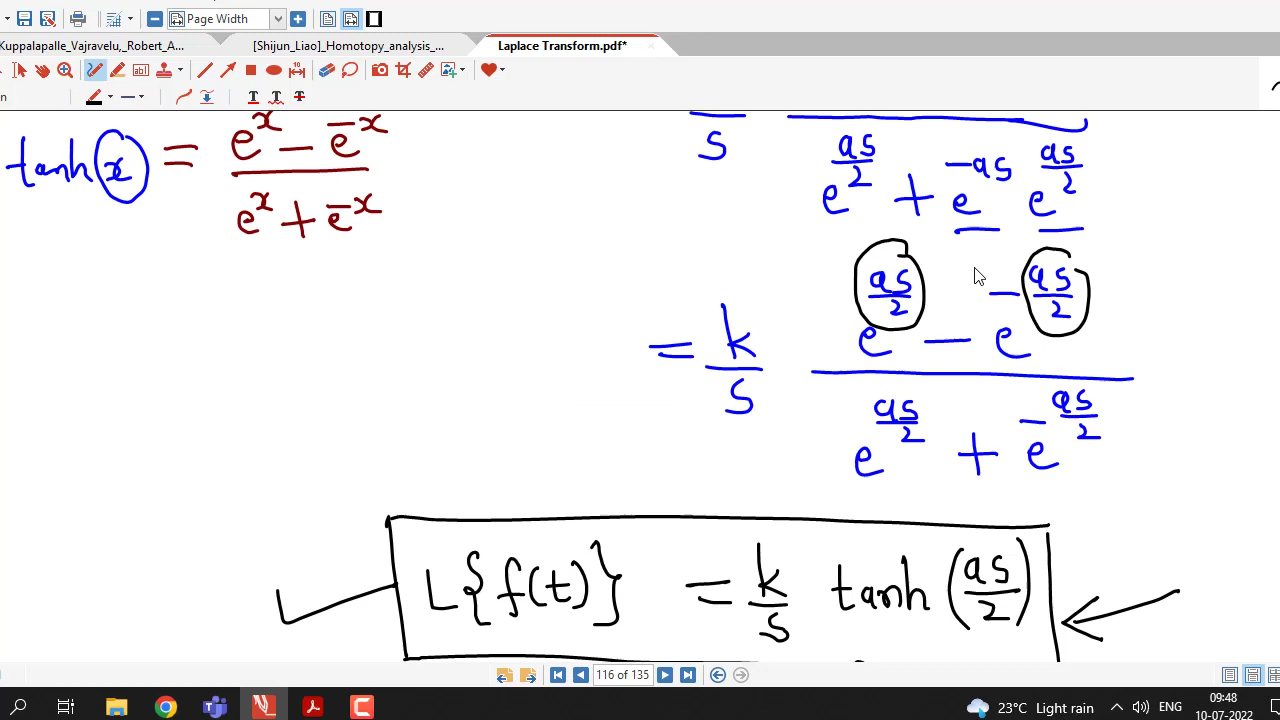 Page Width
Kuppalapalle_Vajravelu,_Robert_A...
[Shijun_Liao]_Homotopy_analysis_...
Laplace Transform.pdf*
T T T
n
tanh(x) = e^x - e^-x / e^x + e^-x
s
e^(as/2) + e^-as e^(as/2)
= k/s e^(as/2) - e^-(as/2) / e^(as/2) + e^-(as/2)
L{f(t)} = k/s tanh(as/2)
116 of 135
23°C Light rain
ENG
09:48
10-07-2022